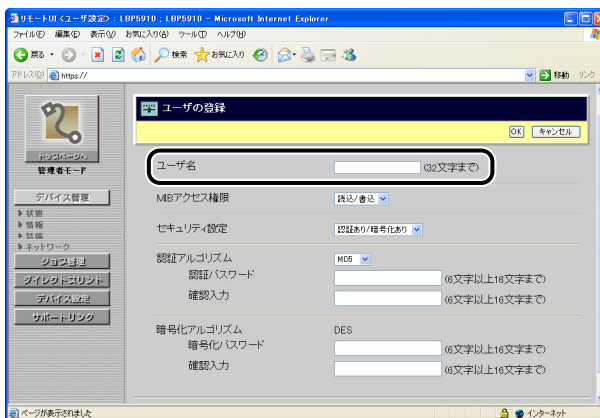 リモートUI <ユーザ設定> : LBP5910 ; LBP5910 - Microsoft Internet Explorer
ファイル(F) 編集(E) 表示(V) お気に入り(A) ツール(T) ヘルプ(H)
戻る 検索 お気に入り
アドレス(D) https:// 移動 リンク
ユーザの登録
OK キャンセル
トップページへ
管理者モード
デバイス管理
状態
情報
装備
ネットワーク
ジョブ管理
ダイレクトプリント
デバイス設定
サポートリンク
ユーザ名 (32文字まで)
MIBアクセス権限 読込/書込
セキュリティ設定 認証あり/暗号化あり
認証アルゴリズム MD5
認証パスワード (6文字以上16文字まで)
確認入力 (6文字以上16文字まで)
暗号化アルゴリズム DES
暗号化パスワード (6文字以上16文字まで)
確認入力 (6文字以上16文字まで)
ページが表示されました インターネット